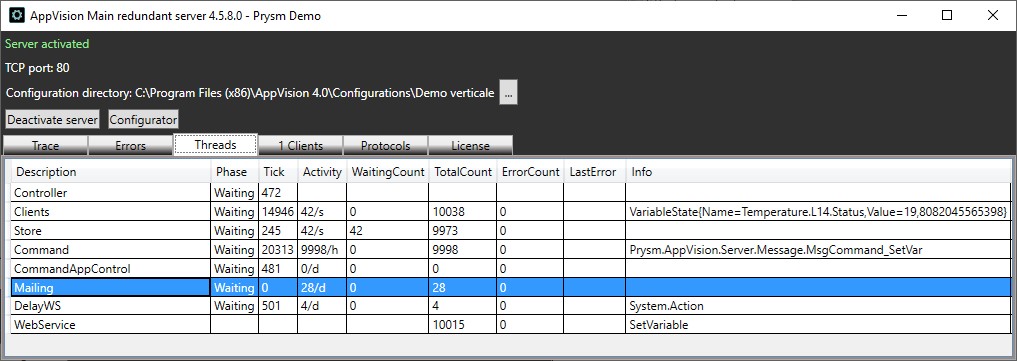 AppVision Main redundant server 4.5.8.0 - Prysm Demo
Server activated
TCP port: 80
Configuration directory: C:\Program Files (x86)\AppVision 4.0\Configurations\Demo verticale ...
Deactivate server Configurator
Trace Errors Threads 1 Clients Protocols License
Description Phase Tick Activity WaitingCount TotalCount ErrorCount LastError Info
Controller Waiting 472
Clients Waiting 14946 42/s 0 10038 0 VariableState{Name=Temperature.L14.Status,Value=19,8082045565398}
Store Waiting 245 42/s 42 9973 0
Command Waiting 20313 9998/h 0 9998 0 Prysm.AppVision.Server.Message.MsgCommand_SetVar
CommandAppControl Waiting 481 0/d 0 0 0
Mailing Waiting 0 28/d 0 28 0
DelayWS Waiting 501 4/d 0 4 0 System.Action
WebService 10015 0 SetVariable